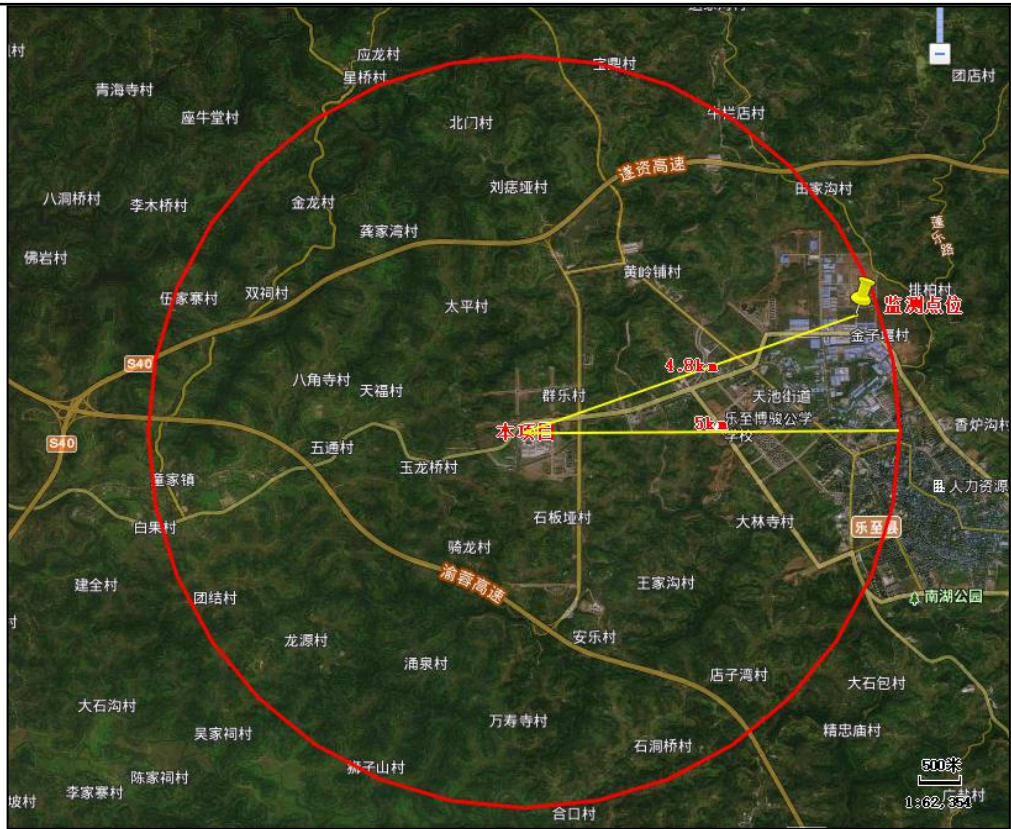 应龙村
宝鼎村
星桥村
团店村
青海寺村
牛栏店村
座牛堂村
北门村
遂资高速
刘痣垭村
田家沟村
八洞桥村
李木桥村
金龙村
龚家湾村
蓬乐路
佛岩村
黄岭铺村
双祠村
伍家寨村
排柏村
太平村
监测点位
金子堰村
S40
4.8km
八角寺村
天福村
群乐村
天池街道
乐至博骏公学
5km
学校
本项目
香炉沟村
S40
五通村
玉龙桥村
童家镇
人力资源
石板垭村
大林寺村
白果村
乐至县
骑龙村
渝蓉高速
建全村
王家沟村
团结村
南湖公园
龙源村
安乐村
涌泉村
店子湾村
大石包村
大石沟村
万寿寺村
吴家祠村
精忠庙村
石洞桥村
狮子山村
500米
陈家祠村
李家寨村
坡村
1:62,354
合口村